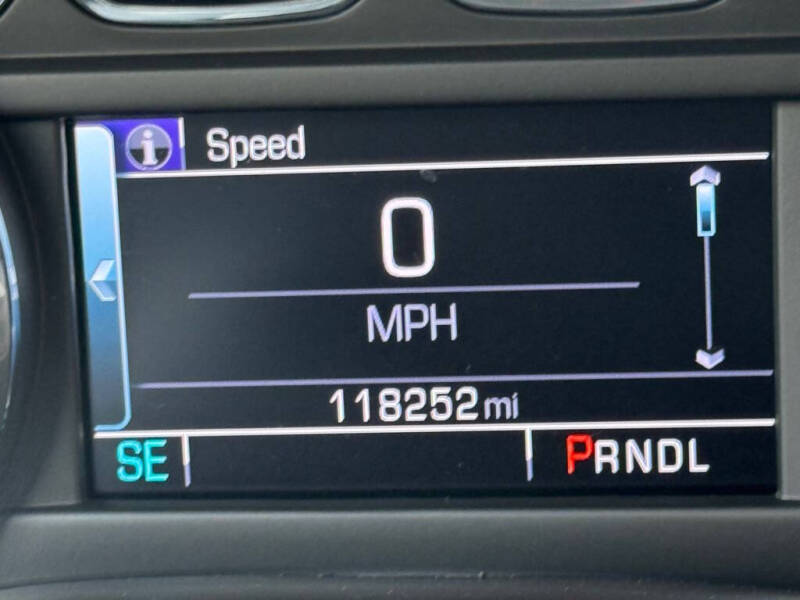 i Speed
0
MPH
118252 mi
SE PRNDL